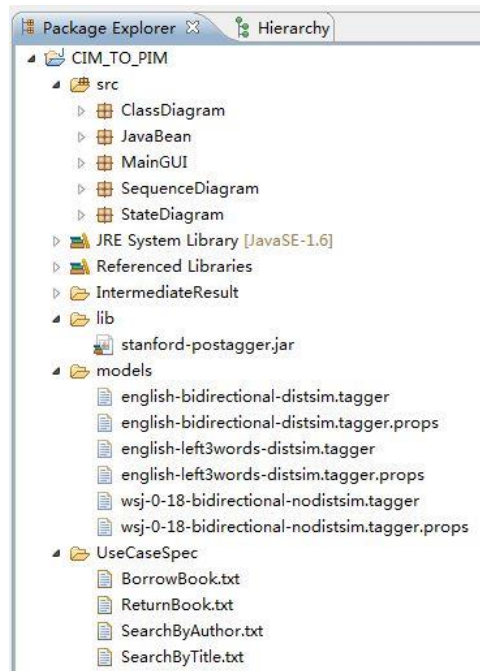 Package Explorer Hierarchy
CIM_TO_PIM
src
ClassDiagram
JavaBean
MainGUI
SequenceDiagram
StateDiagram
JRE System Library [JavaSE-1.6]
Referenced Libraries
IntermediateResult
lib
stanford-postagger.jar
models
english-bidirectional-distsim.tagger
english-bidirectional-distsim.tagger.props
english-left3words-distsim.tagger
english-left3words-distsim.tagger.props
wsj-0-18-bidirectional-nodistsim.tagger
wsj-0-18-bidirectional-nodistsim.tagger.props
UseCaseSpec
BorrowBook.txt
ReturnBook.txt
SearchByAuthor.txt
SearchByTitle.txt